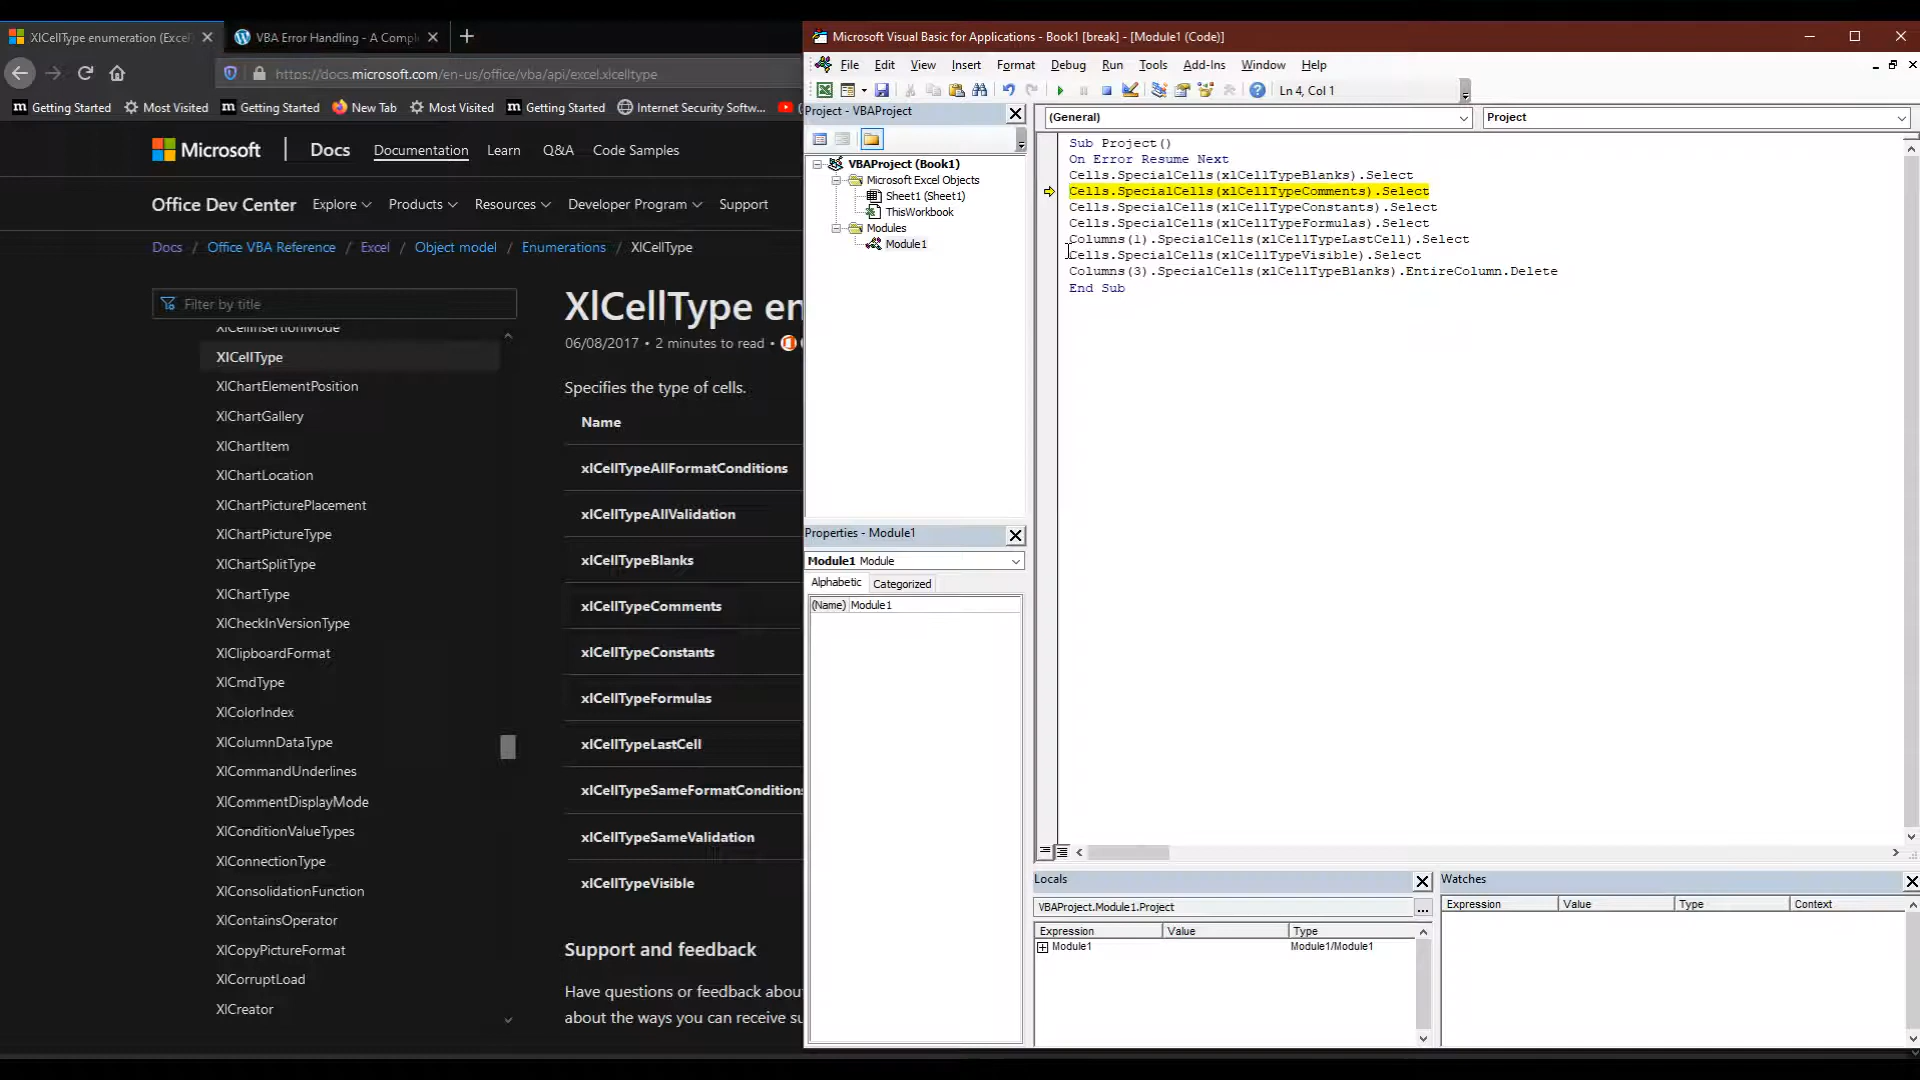 XlCellType enumeration (Excel
VBA Error Handling - A Compl
https://docs.microsoft.com/en-us/office/vba/api/excel.xlcelltype
Getting Started
Most Visited
Getting Started
New Tab
Most Visited
Getting Started
Internet Security Softw...
Microsoft
Docs
Documentation
Learn
Q&A
Code Samples
Office Dev Center
Explore
Products
Resources
Developer Program
Support
Docs / Office VBA Reference / Excel / Object model / Enumerations / XlCellType
Filter by title
XlCellInsertionMode
XlCellType
XlChartElementPosition
XlChartGallery
XlChartItem
XlChartLocation
XlChartPicturePlacement
XlChartPictureType
XlChartSplitType
XlChartType
XlCheckInVersionType
XlClipboardFormat
XlCmdType
XlColorIndex
XlColumnDataType
XlCommandUnderlines
XlCommentDisplayMode
XlConditionValueTypes
XlConnectionType
XlConsolidationFunction
XlContainsOperator
XlCopyPictureFormat
XlCorruptLoad
XlCreator
XlCellType en
06/08/2017 • 2 minutes to read •
Specifies the type of cells.
Name
xlCellTypeAllFormatConditions
xlCellTypeAllValidation
xlCellTypeBlanks
xlCellTypeComments
xlCellTypeConstants
xlCellTypeFormulas
xlCellTypeLastCell
xlCellTypeSameFormatConditions
xlCellTypeSameValidation
xlCellTypeVisible
Support and feedback
Have questions or feedback about
about the ways you can receive su
Microsoft Visual Basic for Applications - Book1 [break] - [Module1 (Code)]
File Edit View Insert Format Debug Run Tools Add-Ins Window Help
Ln 4, Col 1
Project - VBAProject
VBAProject (Book1)
Microsoft Excel Objects
Sheet1 (Sheet1)
ThisWorkbook
Modules
Module1
Properties - Module1
Module1 Module
Alphabetic
Categorized
(Name) Module1
(General)
Project
Sub Project()
On Error Resume Next
Cells.SpecialCells(xlCellTypeBlanks).Select
Cells.SpecialCells(xlCellTypeComments).Select
Cells.SpecialCells(xlCellTypeConstants).Select
Cells.SpecialCells(xlCellTypeFormulas).Select
Columns(1).SpecialCells(xlCellTypeLastCell).Select
Cells.SpecialCells(xlCellTypeVisible).Select
Columns(3).SpecialCells(xlCellTypeBlanks).EntireColumn.Delete
End Sub
Locals
VBAProject.Module1.Project
...
Expression Value Type
Module1 Module1/Module1
Watches
Expression Value Type Context